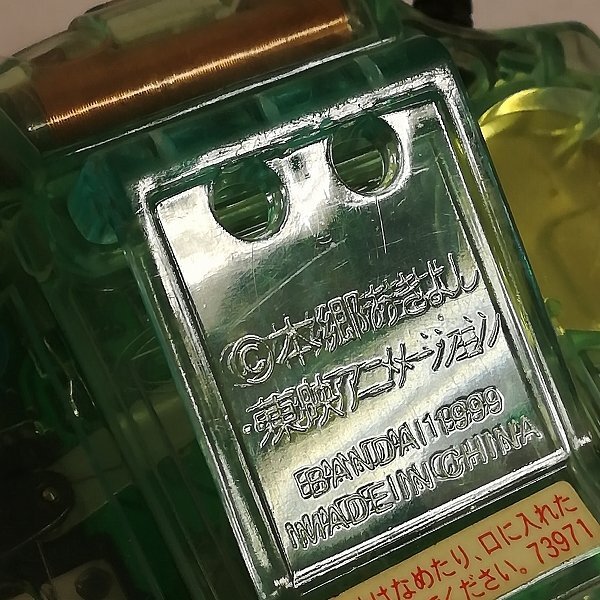 ©本郷あきよし
・東映アニメーション
BANDAI 1999
MADE IN CHINA
はなめたり、口に入れた
ください。73971